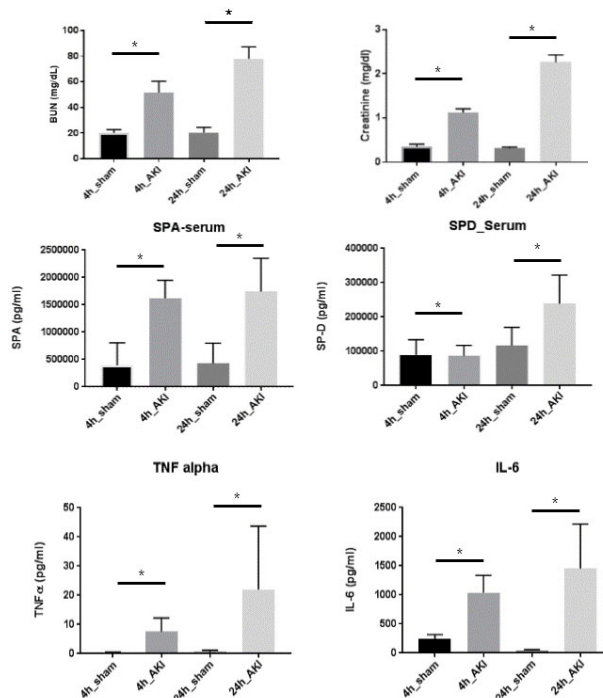 *
*
BUN (mg/dL)
100
80
60
40
20
0
4h_sham
4h_AKI
24h_sham
24h_AKI
*
*
Creatinine (mg/dl)
3
2
1
0
4h_sham
4h_AKI
24h_sham
24h_AKI
SPA-serum
*
*
SPA (pg/ml)
2500000
2000000
1500000
1000000
500000
0
4h_sham
4h_AKI
24h_sham
24h_AKI
SPD_Serum
*
*
SP-D (pg/ml)
400000
300000
200000
100000
0
4h_sham
4h_AKI
24h_sham
24h_AKI
TNF alpha
*
*
TNFα (pg/ml)
50
40
30
20
10
0
4h_sham
4h_AKI
24h_sham
24h_AKI
IL-6
*
*
IL-6 (pg/ml)
2500
2000
1500
1000
500
0
4h_sham
4h_AKI
24h_sham
24h_AKI